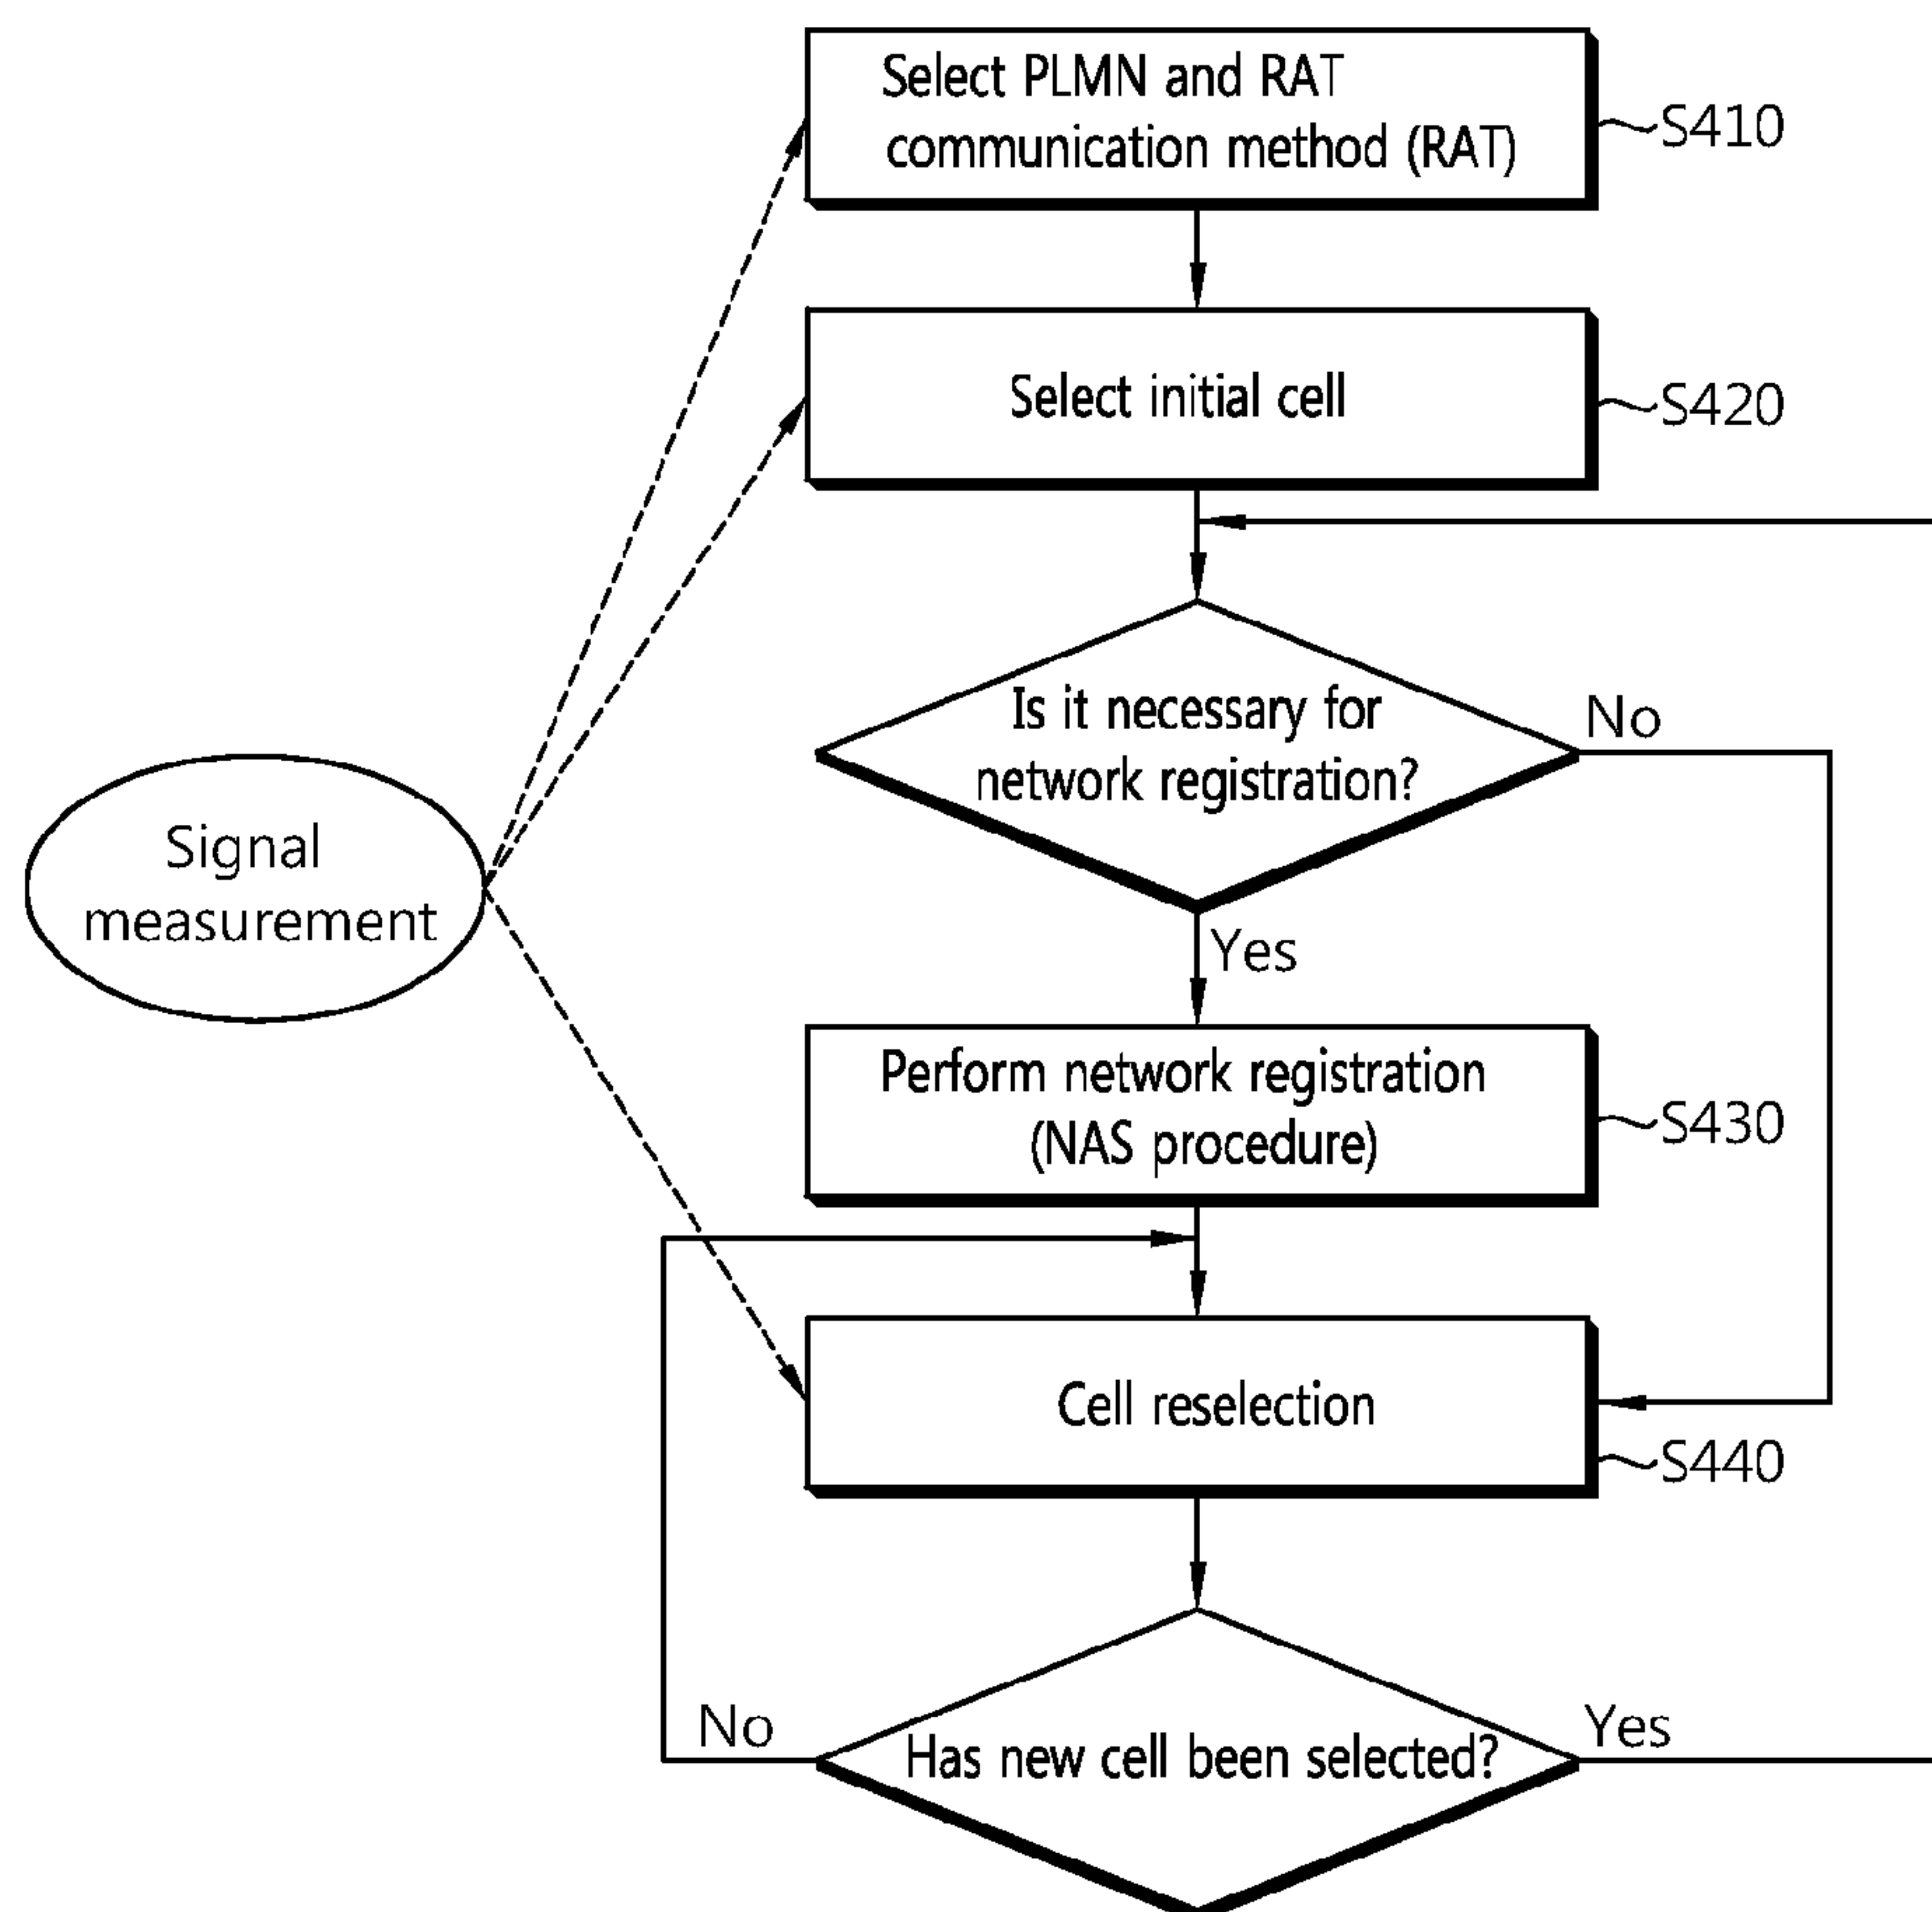 Select PLMN and RAT
communication method (RAT)
S410
Select initial cell
S420
Is it necessary for
network registration?
No
Signal
measurement
Yes
Perform network registration
(NAS procedure)
S430
Cell reselection
S440
No
Has new cell been selected?
Yes